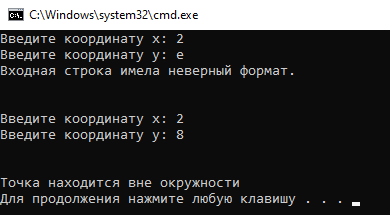 C:\Windows\system32\cmd.exe
Введите координату x: 2
Введите координату y: e
Входная строка имела неверный формат.
Введите координату x: 2
Введите координату y: 8
Точка находится вне окружности
Для продолжения нажмите любую клавишу . . .